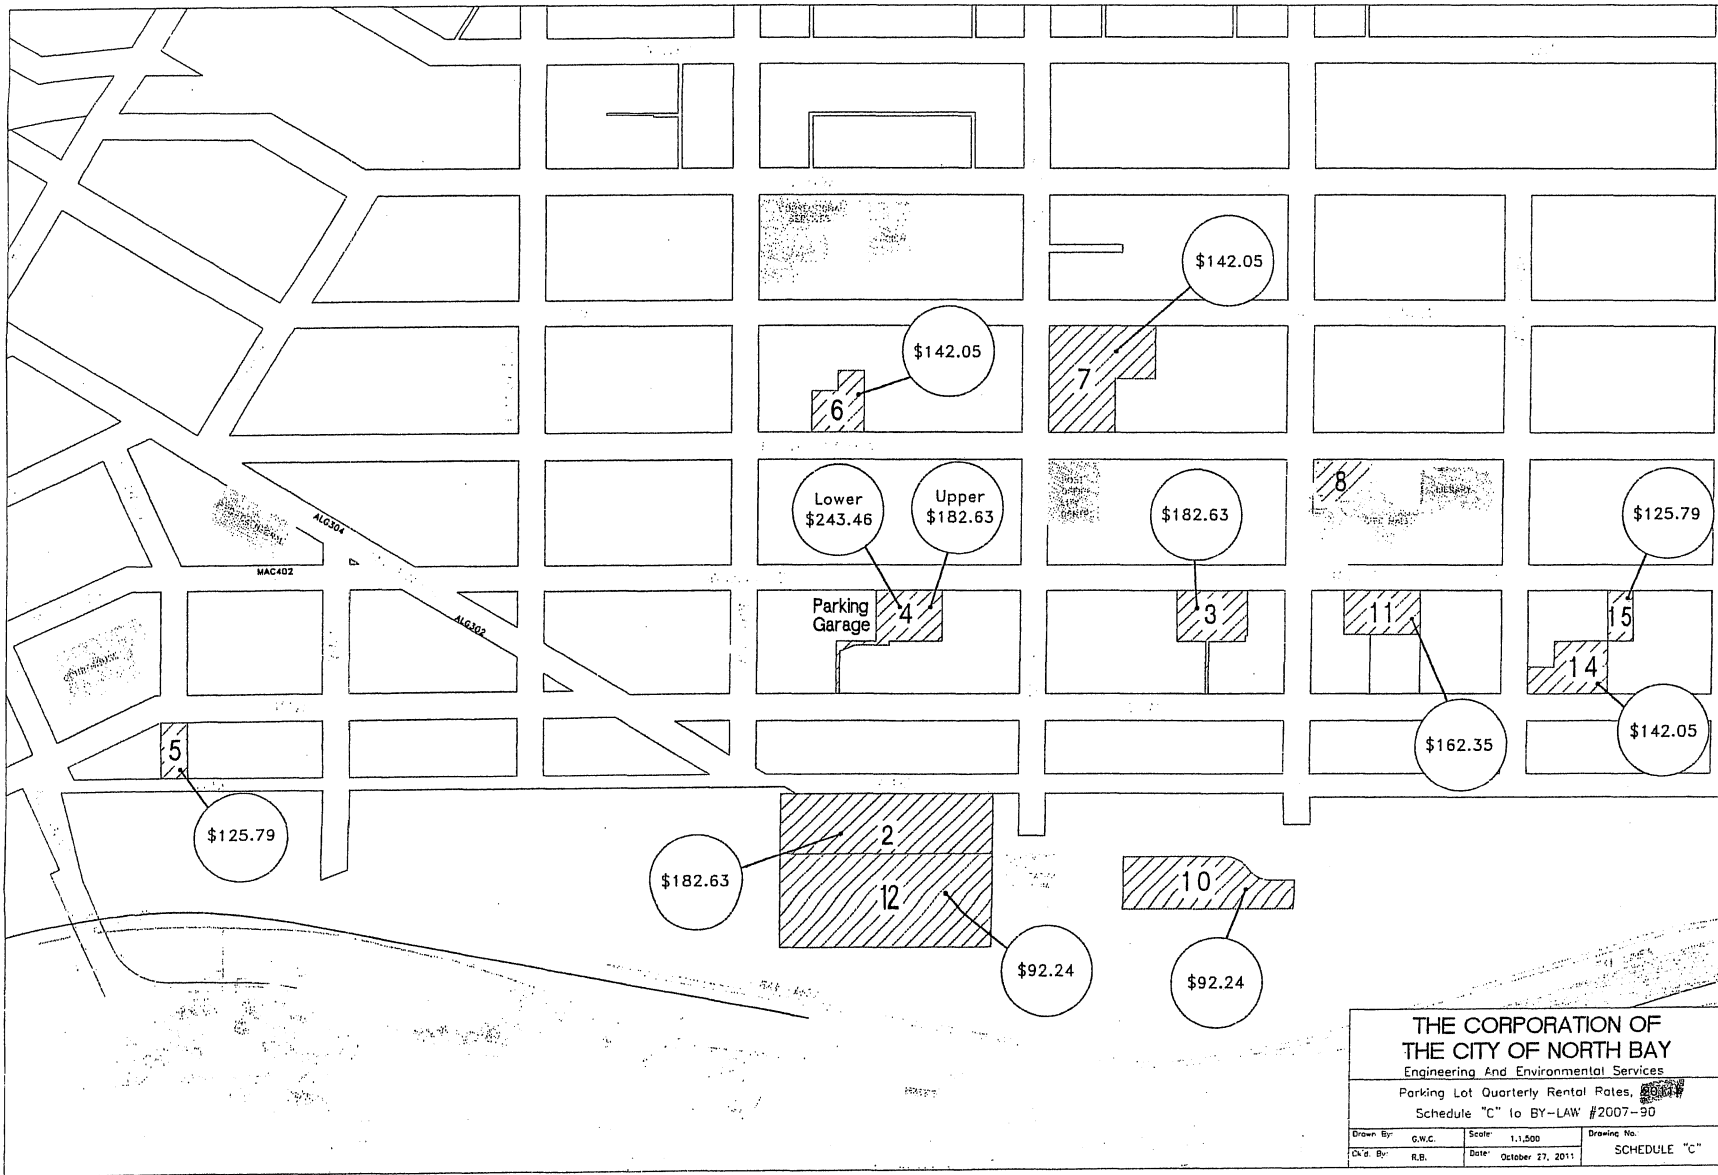 $142.05
$142.05
7
6
8
Lower
$243.46
Upper
$182.63
$182.63
$125.79
ALG304
MAC402
ALG302
Parking
Garage
4
3
11
15
14
5
$162.35
$142.05
$125.79
2
$182.63
12
10
$92.24
$92.24
LIBRARY
CITY HALL
THE CORPORATION OF
THE CITY OF NORTH BAY
Engineering And Environmental Services
Parking Lot Quarterly Rental Rates,
Schedule "C" to BY-LAW #2007-90
Drawn By: G.W.C.
Scale: 1:1,500
Drawing No.
Ck'd. By: R.B.
Date: October 27, 2011
SCHEDULE "C"